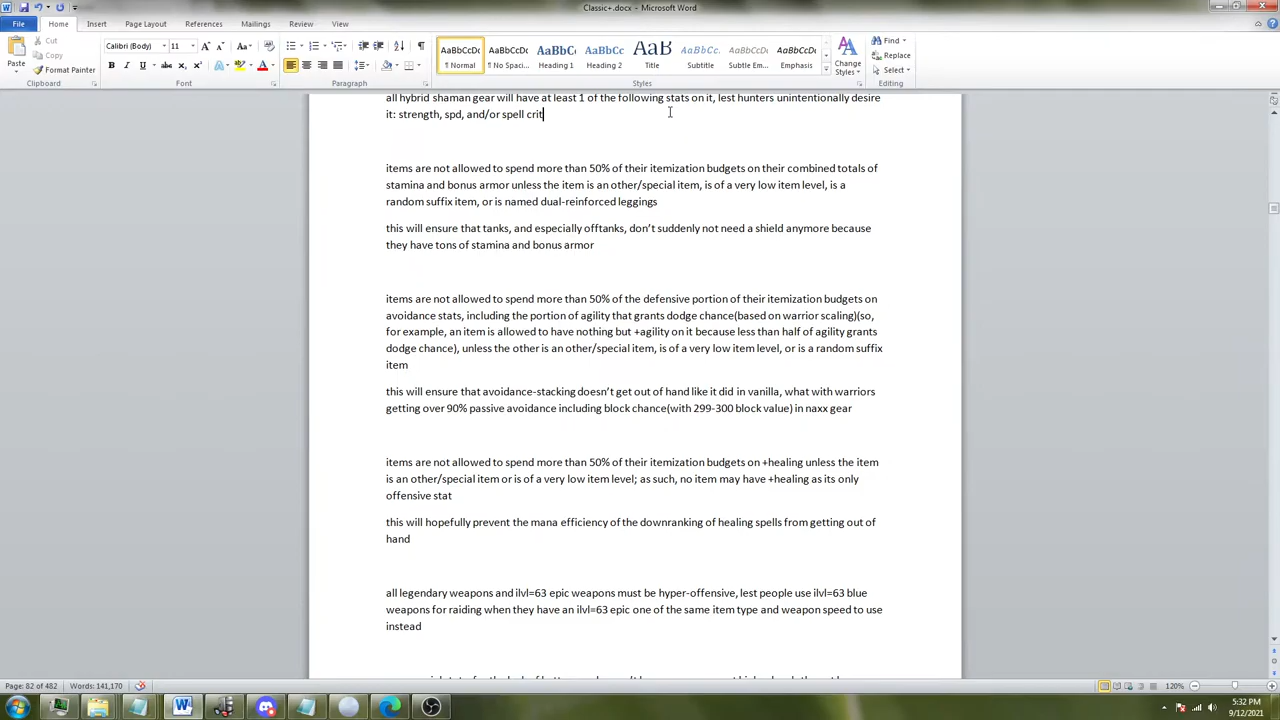 Classic+.docx - Microsoft Word
File Home Insert Page Layout References Mailings Review View
Cut
Copy
Format Painter
Paste
Clipboard
Calibri (Body) 11
Font
Paragraph
AaBbCcDc AaBbCcDc AaBbC AaBbCc AaB AaBbCcI AaBbCcDc AaBbCcDc
¶ Normal ¶ No Spaci... Heading 1 Heading 2 Title Subtitle Subtle Em... Emphasis
Styles
Change
Styles
Find
Replace
Select
Editing
all hybrid shaman gear will have at least 1 of the following stats on it, lest hunters unintentionally desire
it: strength, spd, and/or spell crit
items are not allowed to spend more than 50% of their itemization budgets on their combined totals of
stamina and bonus armor unless the item is an other/special item, is of a very low item level, is a
random suffix item, or is named dual-reinforced leggings
this will ensure that tanks, and especially offtanks, don't suddenly not need a shield anymore because
they have tons of stamina and bonus armor
items are not allowed to spend more than 50% of the defensive portion of their itemization budgets on
avoidance stats, including the portion of agility that grants dodge chance(based on warrior scaling)(so,
for example, an item is allowed to have nothing but +agility on it because less than half of agility grants
dodge chance), unless the other is an other/special item, is of a very low item level, or is a random suffix
item
this will ensure that avoidance-stacking doesn't get out of hand like it did in vanilla, what with warriors
getting over 90% passive avoidance including block chance(with 299-300 block value) in naxx gear
items are not allowed to spend more than 50% of their itemization budgets on +healing unless the item
is an other/special item or is of a very low item level; as such, no item may have +healing as its only
offensive stat
this will hopefully prevent the mana efficiency of the downranking of healing spells from getting out of
hand
all legendary weapons and ilvl=63 epic weapons must be hyper-offensive, lest people use ilvl=63 blue
weapons for raiding when they have an ilvl=63 epic one of the same item type and weapon speed to use
instead
Page: 82 of 482 Words: 141,170
120%
5:32 PM
9/12/2021